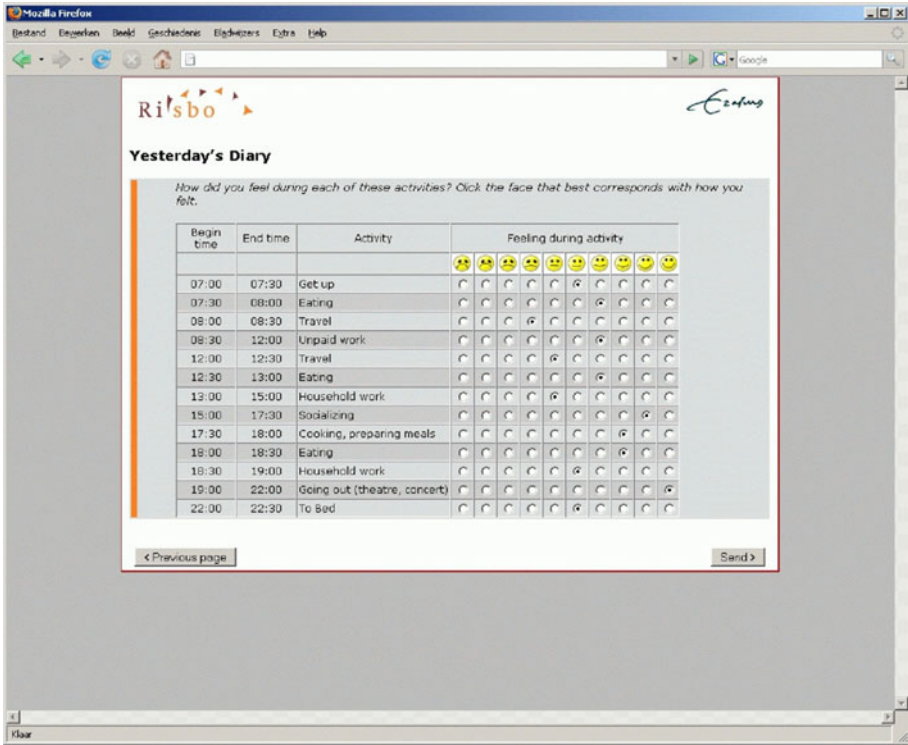 Mozilla Firefox
Bestand Bewerken Beeld Geschiedenis Bladwijzers Extra Help
Google
Risbo
Erasmus
Yesterday's Diary
How did you feel during each of these activities? Click the face that best corresponds with how you
felt.
Begin time End time Activity Feeling during activity
07:00 07:30 Get up
07:30 08:00 Eating
08:00 08:30 Travel
08:30 12:00 Unpaid work
12:00 12:30 Travel
12:30 13:00 Eating
13:00 15:00 Household work
15:00 17:30 Socializing
17:30 18:00 Cooking, preparing meals
18:00 18:30 Eating
18:30 19:00 Household work
19:00 22:00 Going out (theatre, concert)
22:00 22:30 To Bed
< Previous page Send >
Klaar